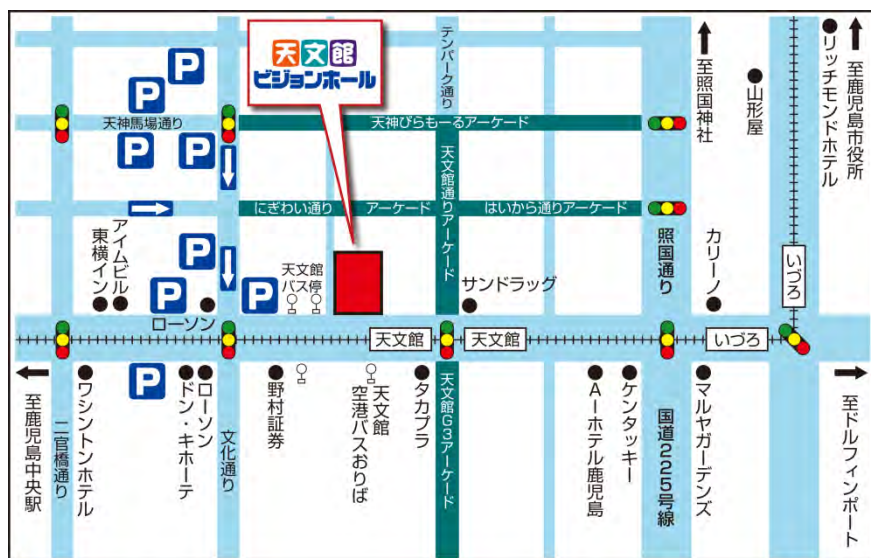 天文館
ビジョンホール
テンパーク通り
至照国神社
山形屋
リッチモンドホテル
至鹿児島市役所
P
P
天神馬場通り
天神ぴらもーるアーケード
P
P
天文館通りアーケード
にぎわい通り アーケード
はいから通りアーケード
照国通り
カリーノ
いづろ
東横イン
アイムビル
P
P
P
天文館
バス停
サンドラッグ
ローソン
天文館
天文館
いづろ
至鹿児島中央駅
二官橋通り
ワシントンホテル
P
ドン・キホーテ
ローソン
文化通り
野村証券
天文館
空港バスおりば
タカプラ
天文館G3アーケード
Aーホテル鹿児島
ケンタッキー
国道225号線
マルヤガーデンズ
至ドルフィンポート